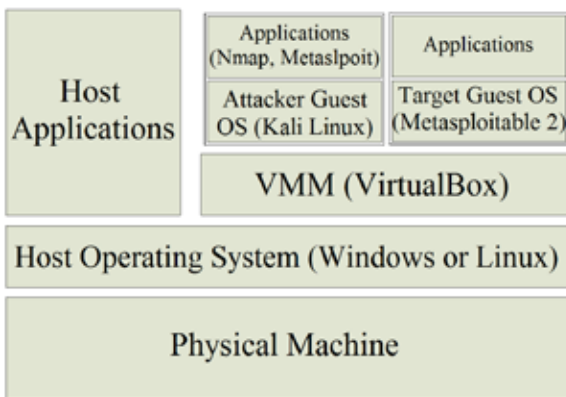 Host
Applications
Applications
(Nmap, Metaslpoit)
Attacker Guest
OS (Kali Linux)
Applications
Target Guest OS
(Metasploitable 2)
VMM (VirtualBox)
Host Operating System (Windows or Linux)
Physical Machine